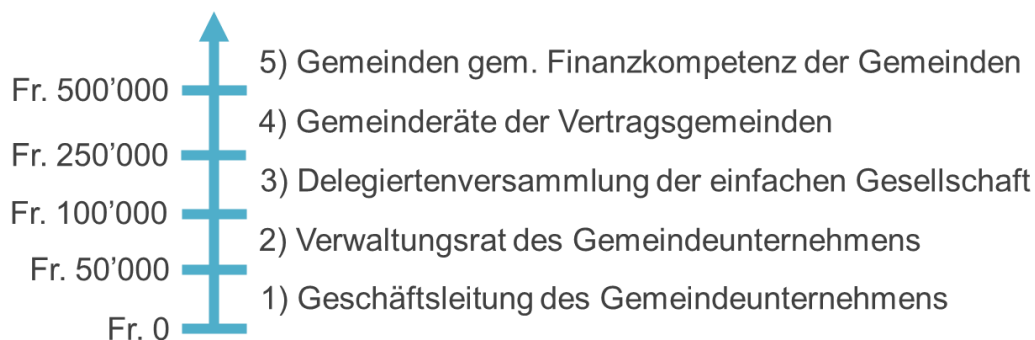 5) Gemeinden gem. Finanzkompetenz der Gemeinden
Fr. 500’000
4) Gemeinderäte der Vertragsgemeinden
Fr. 250’000
3) Delegiertenversammlung der einfachen Gesellschaft
Fr. 100’000
2) Verwaltungsrat des Gemeindeunternehmens
Fr. 50’000
1) Geschäftsleitung des Gemeindeunternehmens
Fr. 0